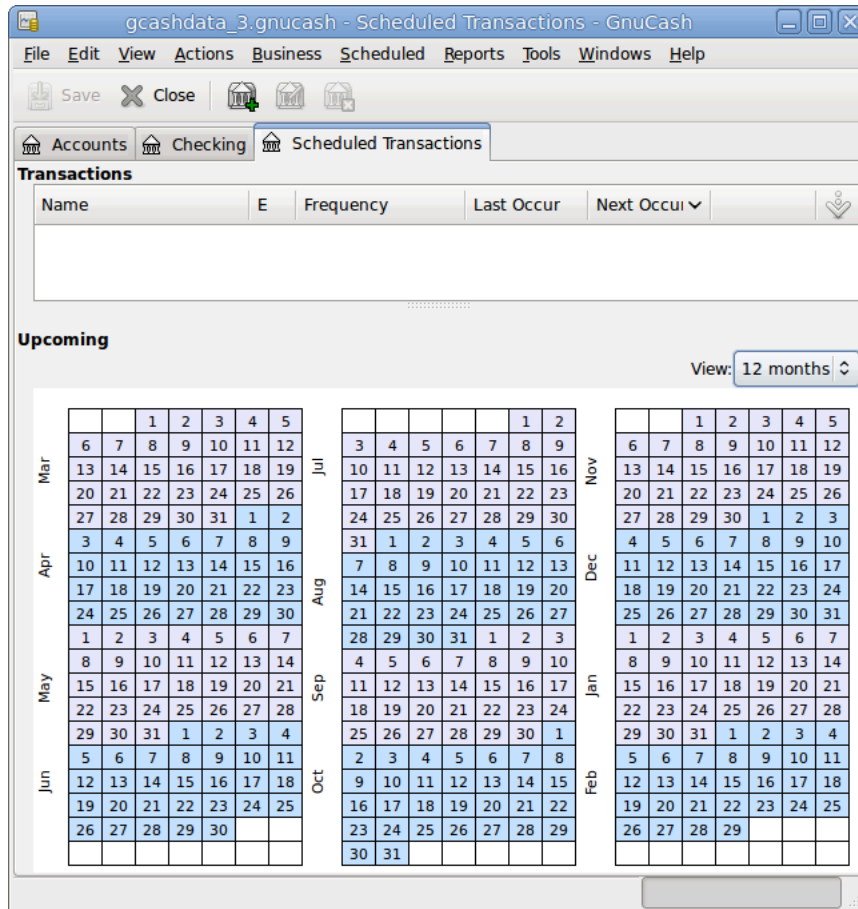 gcashdata_3.gnucash - Scheduled Transactions - GnuCash
File Edit View Actions Business Scheduled Reports Tools Windows Help
Save Close
Accounts Checking Scheduled Transactions
Transactions
Name E Frequency Last Occur Next Occur
Upcoming
View: 12 months
1 2 3 4 5 1 2 1 2 3 4 5
6 7 8 9 10 11 12 3 4 5 6 7 8 9 6 7 8 9 10 11 12
Mar 13 14 15 16 17 18 19 Jul 10 11 12 13 14 15 16 Nov 13 14 15 16 17 18 19
20 21 22 23 24 25 26 17 18 19 20 21 22 23 20 21 22 23 24 25 26
27 28 29 30 31 1 2 24 25 26 27 28 29 30 27 28 29 30 1 2 3
3 4 5 6 7 8 9 31 1 2 3 4 5 6 4 5 6 7 8 9 10
Apr 10 11 12 13 14 15 16 7 8 9 10 11 12 13 Dec 11 12 13 14 15 16 17
17 18 19 20 21 22 23 Aug 14 15 16 17 18 19 20 18 19 20 21 22 23 24
24 25 26 27 28 29 30 21 22 23 24 25 26 27 25 26 27 28 29 30 31
1 2 3 4 5 6 7 28 29 30 31 1 2 3 1 2 3 4 5 6 7
8 9 10 11 12 13 14 4 5 6 7 8 9 10 8 9 10 11 12 13 14
May 15 16 17 18 19 20 21 Sep 11 12 13 14 15 16 17 Jan 15 16 17 18 19 20 21
22 23 24 25 26 27 28 18 19 20 21 22 23 24 22 23 24 25 26 27 28
29 30 31 1 2 3 4 25 26 27 28 29 30 1 29 30 31 1 2 3 4
5 6 7 8 9 10 11 2 3 4 5 6 7 8 5 6 7 8 9 10 11
Jun 12 13 14 15 16 17 18 Oct 9 10 11 12 13 14 15 Feb 12 13 14 15 16 17 18
19 20 21 22 23 24 25 16 17 18 19 20 21 22 19 20 21 22 23 24 25
26 27 28 29 30 23 24 25 26 27 28 29 26 27 28 29
30 31